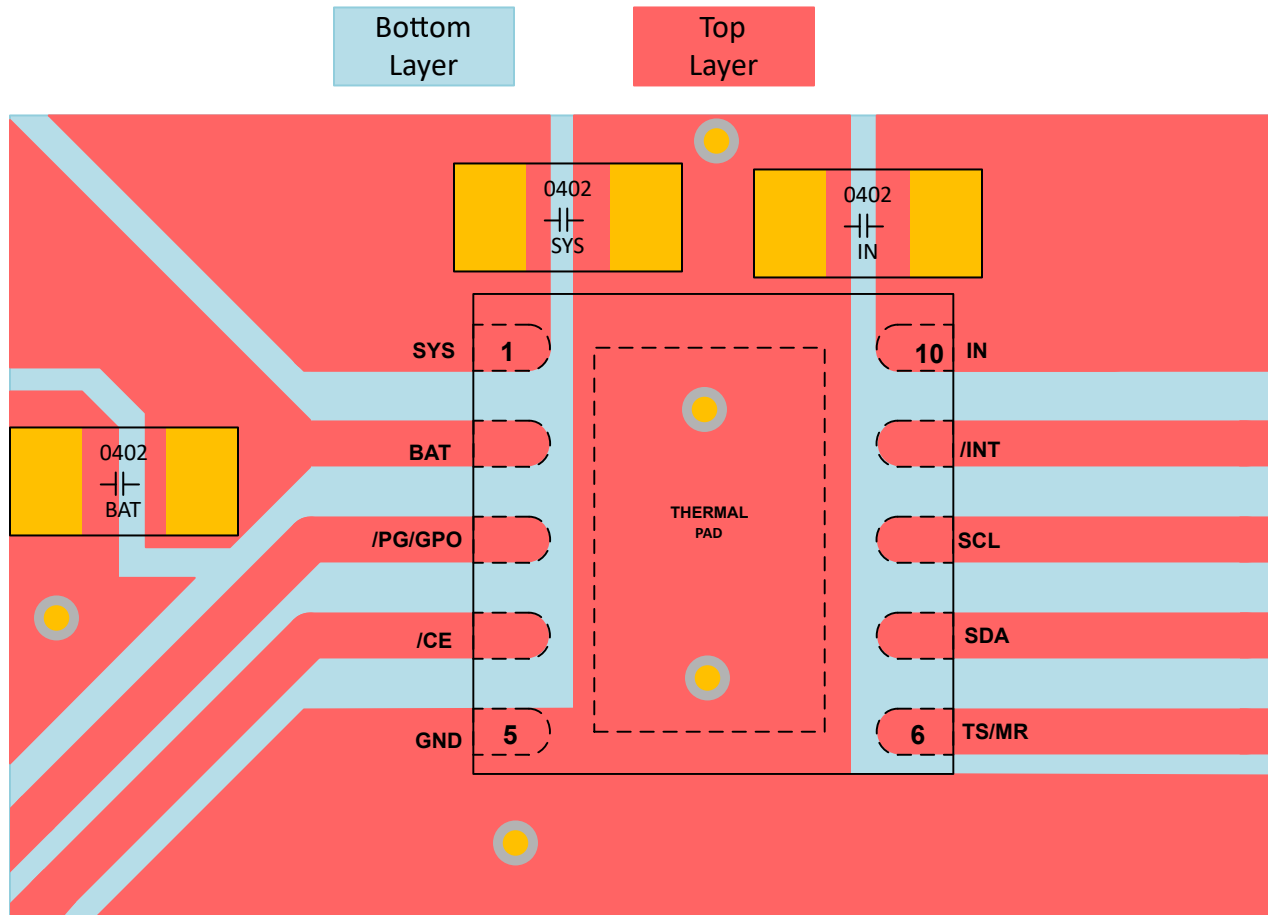 Bottom
Layer
Top
Layer
0402
SYS
0402
IN
SYS
1
10
IN
BAT
/INT
0402
BAT
THERMAL
PAD
/PG/GPO
SCL
/CE
SDA
GND
5
6
TS/MR